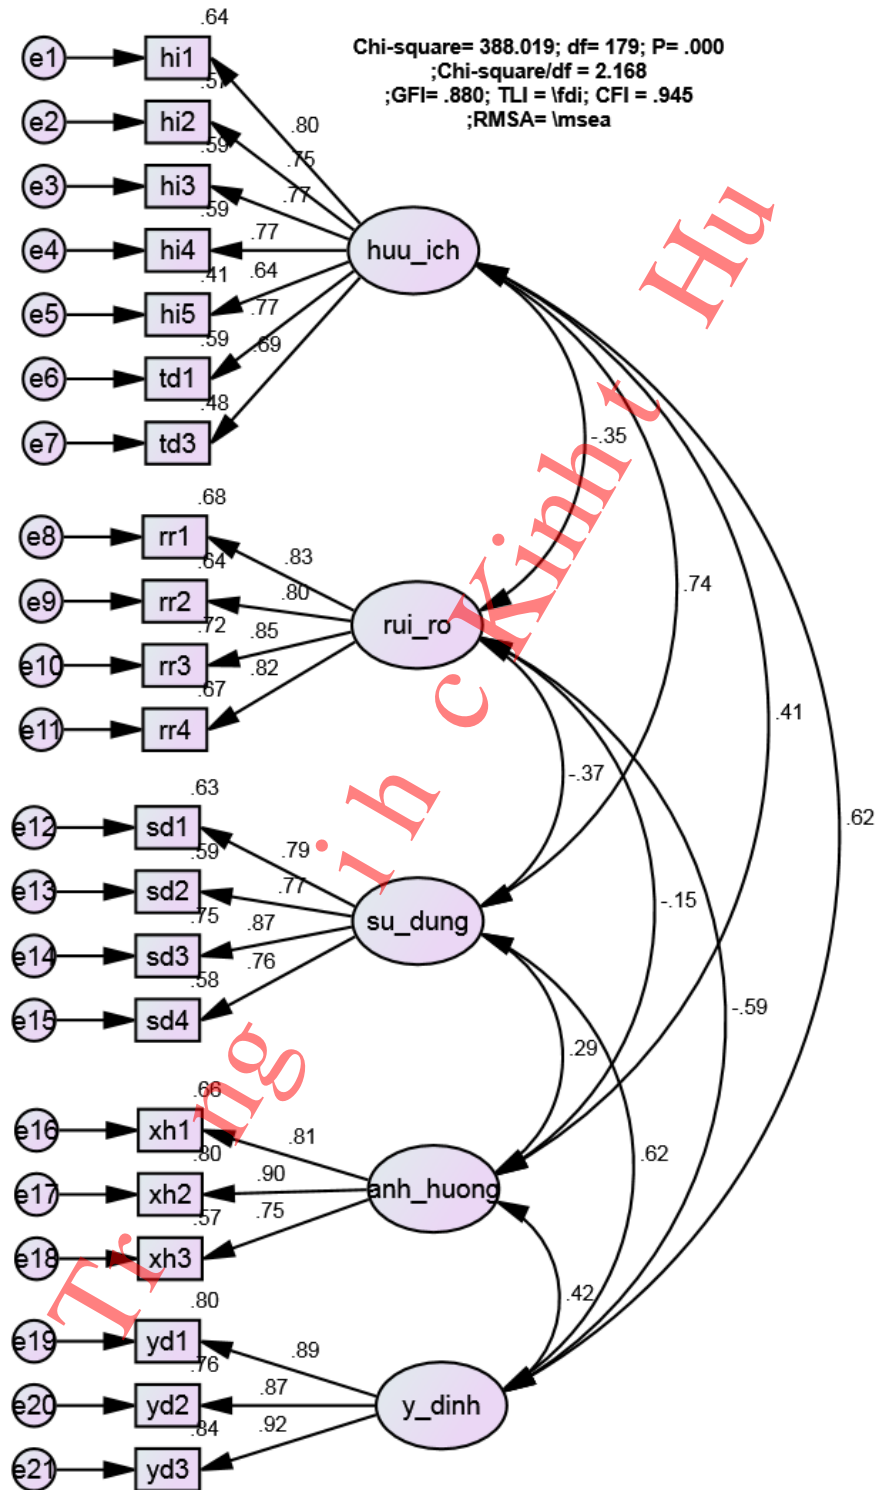 Chi-square= 388.019; df= 179; P= .000
;Chi-square/df = 2.168
;GFI= .880; TLI = \fdi; CFI = .945
;RMSA= \msea
.64
e1 hi1
.57
e2 hi2
.59
e3 hi3
.59
e4 hi4
.41
e5 hi5
.59
e6 td1
.48
e7 td3
.80
.75
.77
.77
.64
.77
.69
huu_ich
.68
e8 rr1
.64
e9 rr2
.72
e10 rr3
.67
e11 rr4
.83
.80
.85
.82
rui_ro
.63
e12 sd1
.59
e13 sd2
.75
e14 sd3
.58
e15 sd4
.79
.77
.87
.76
su_dung
.66
e16 xh1
.80
e17 xh2
.57
e18 xh3
.81
.90
.75
anh_huong
.80
e19 yd1
.76
e20 yd2
.84
e21 yd3
.89
.87
.92
y_dinh
-.35
.74
.41
.62
-.37
-.15
-.59
.29
.62
.42
Tr ng ih c Kinh t Hu